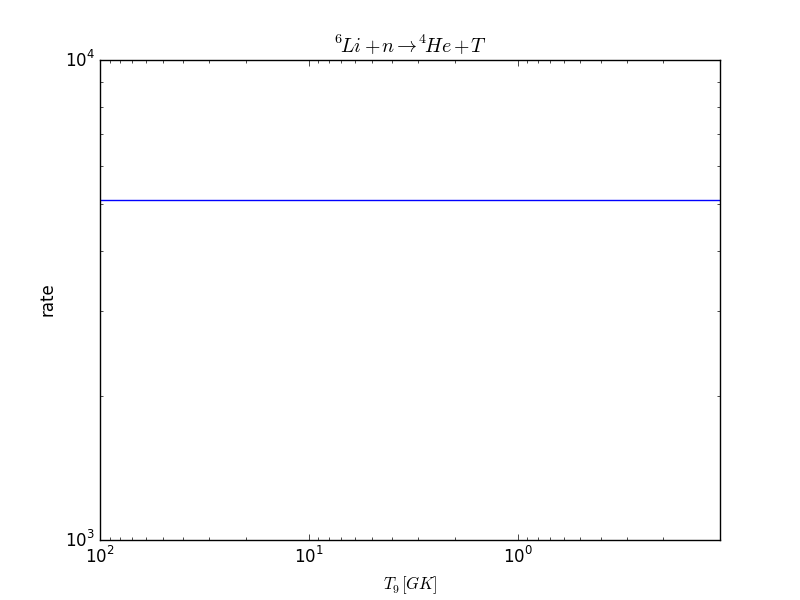 ⁶Li + n → ⁴He + T
10⁴
rate
10³
10² 10¹ 10⁰
T₉ [GK]